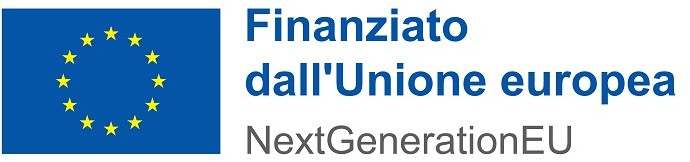 Finanziato
dall'Unione europea
NextGenerationEU